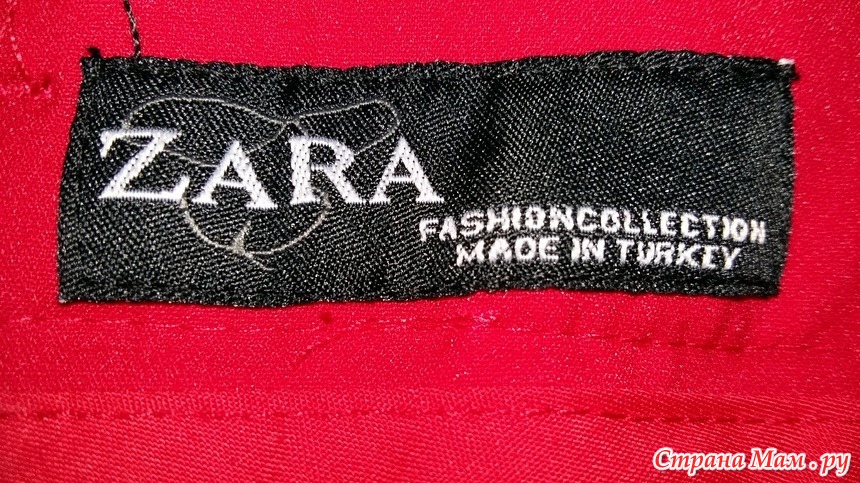 ZARA
FASHIONCOLLECTION
MADE IN TURKEY
Страна Мам.ру